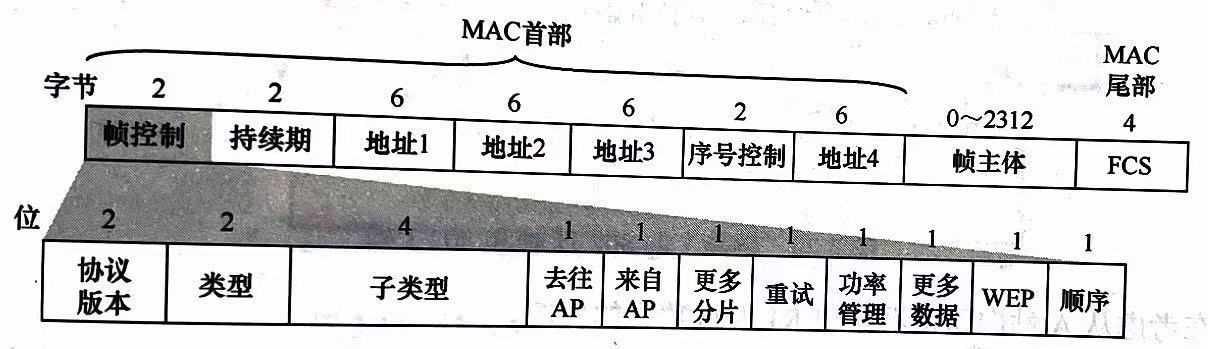 MAC首部
MAC
尾部
字节 2 2 6 6 6 2 6 0～2312 4
帧控制 持续期 地址1 地址2 地址3 序号控制 地址4 帧主体 FCS
位 2 2 4 1 1 1 1 1 1 1 1
协议版本 类型 子类型 去往AP 来自AP 更多分片 重试 功率管理 更多数据 WEP 顺序